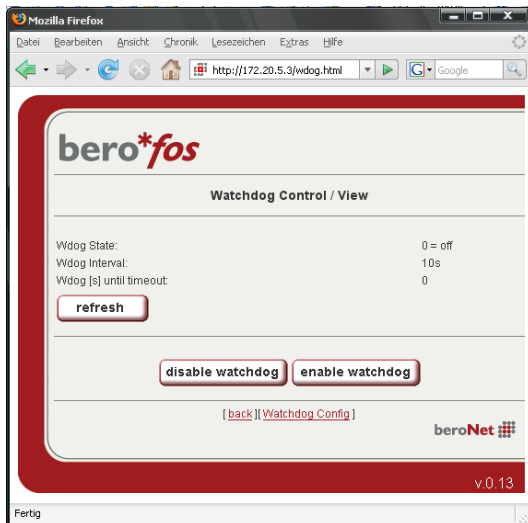 Mozilla Firefox
Datei Bearbeiten Ansicht Chronik Lesezeichen Extras Hilfe
http://172.20.5.3/wdog.html G Google
bero*fos
Watchdog Control / View
Wdog State: 0 = off
Wdog Interval: 10s
Wdog [s] until timeout: 0
refresh
disable watchdog enable watchdog
[ back ][ Watchdog Config ]
beroNet
v.0.13
Fertig